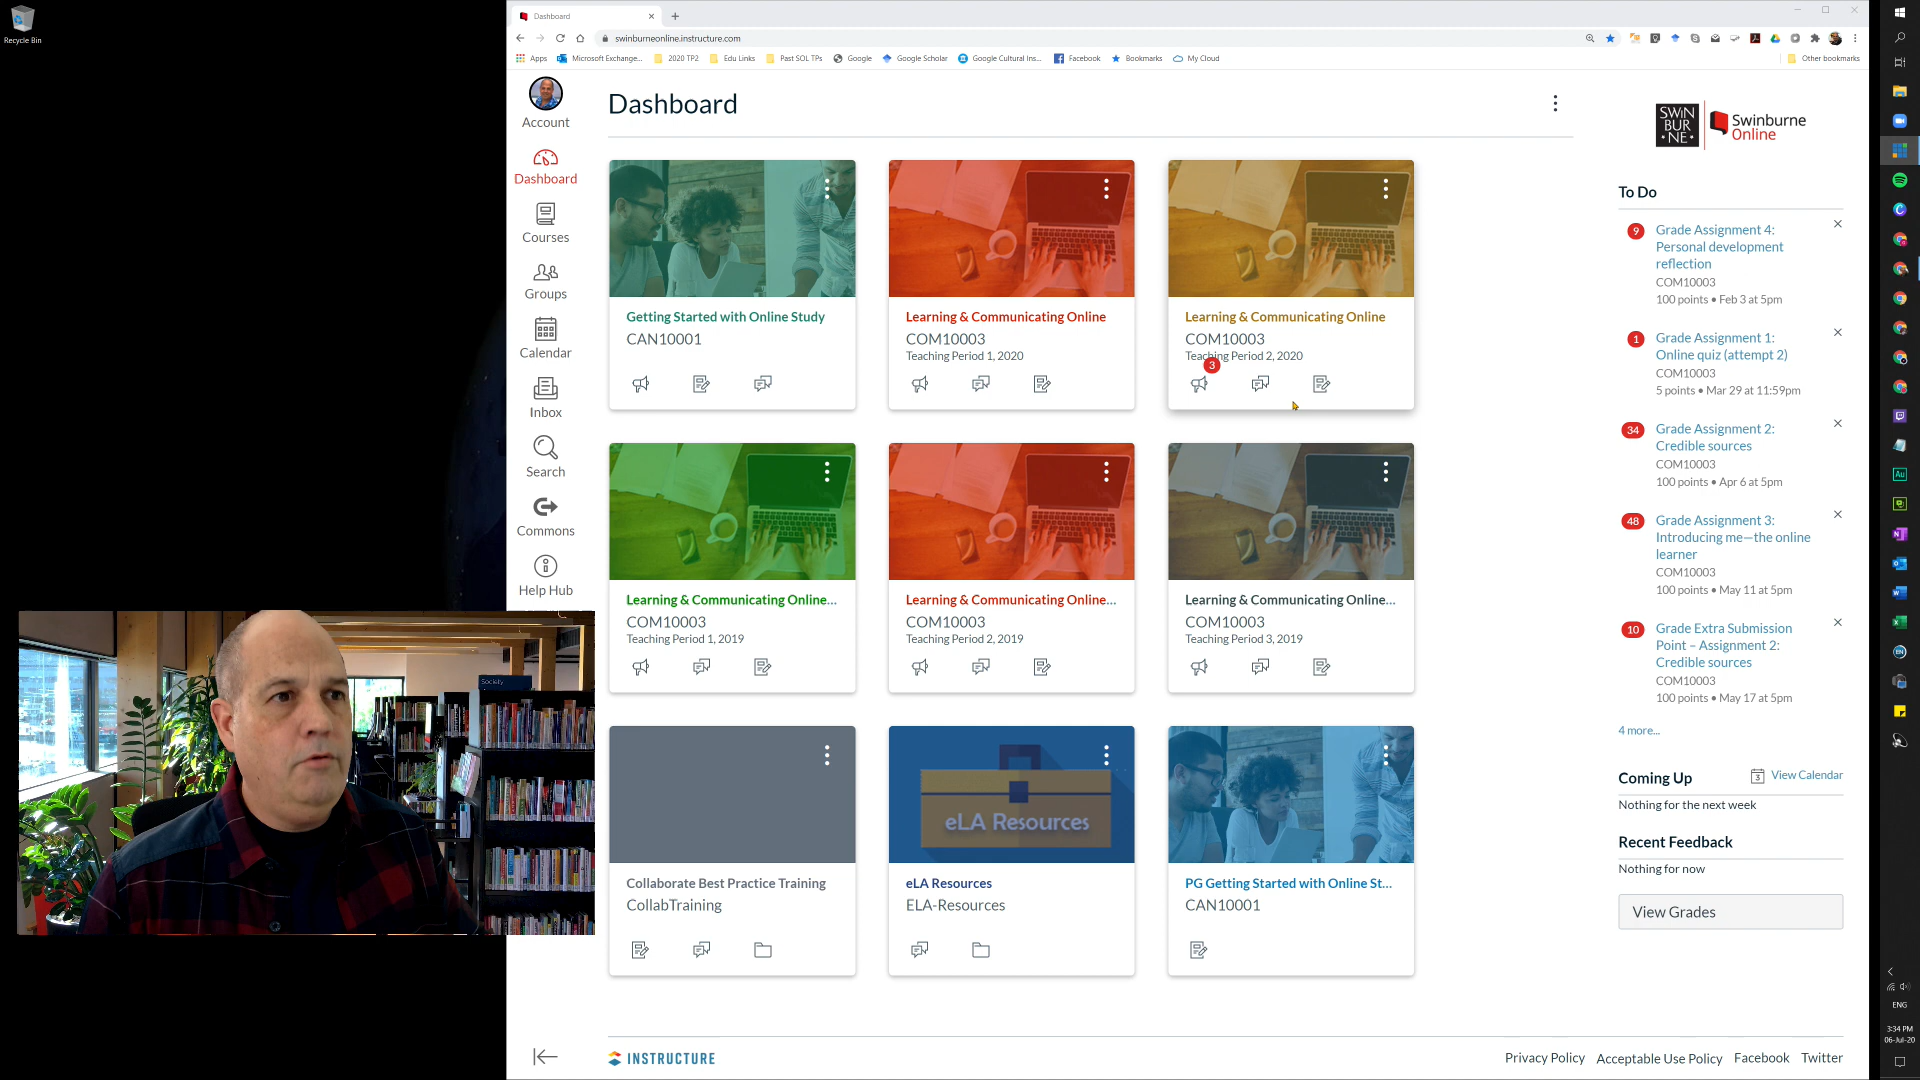 Recycle Bin
Dashboard
swinburneonline.instructure.com
Apps
Microsoft Exchange...
2020 TP2
Edu Links
Past SOL TPs
Google
Google Scholar
Google Cultural Ins...
Facebook
Bookmarks
My Cloud
Other bookmarks
Account
Dashboard
Courses
Groups
Calendar
Inbox
Search
Commons
Help Hub
Dashboard
Getting Started with Online Study
CAN10001
Learning & Communicating Online
COM10003
Teaching Period 1, 2020
Learning & Communicating Online
COM10003
Teaching Period 2, 2020
3
Learning & Communicating Online...
COM10003
Teaching Period 1, 2019
Learning & Communicating Online...
COM10003
Teaching Period 2, 2019
Learning & Communicating Online...
COM10003
Teaching Period 3, 2019
Collaborate Best Practice Training
CollabTraining
eLA Resources
eLA Resources
ELA-Resources
PG Getting Started with Online St...
CAN10001
SWIN
BUR
NE
Swinburne
Online
To Do
9
Grade Assignment 4:
Personal development
reflection
COM10003
100 points • Feb 3 at 5pm
1
Grade Assignment 1:
Online quiz (attempt 2)
COM10003
5 points • Mar 29 at 11:59pm
34
Grade Assignment 2:
Credible sources
COM10003
100 points • Apr 6 at 5pm
48
Grade Assignment 3:
Introducing me—the online
learner
COM10003
100 points • May 11 at 5pm
10
Grade Extra Submission
Point – Assignment 2:
Credible sources
COM10003
100 points • May 17 at 5pm
4 more...
Coming Up
3
View Calendar
Nothing for the next week
Recent Feedback
Nothing for now
View Grades
INSTRUCTURE
Privacy Policy
Acceptable Use Policy
Facebook
Twitter
Society
Au
EN
ENG
3:34 PM
06-Jul-20